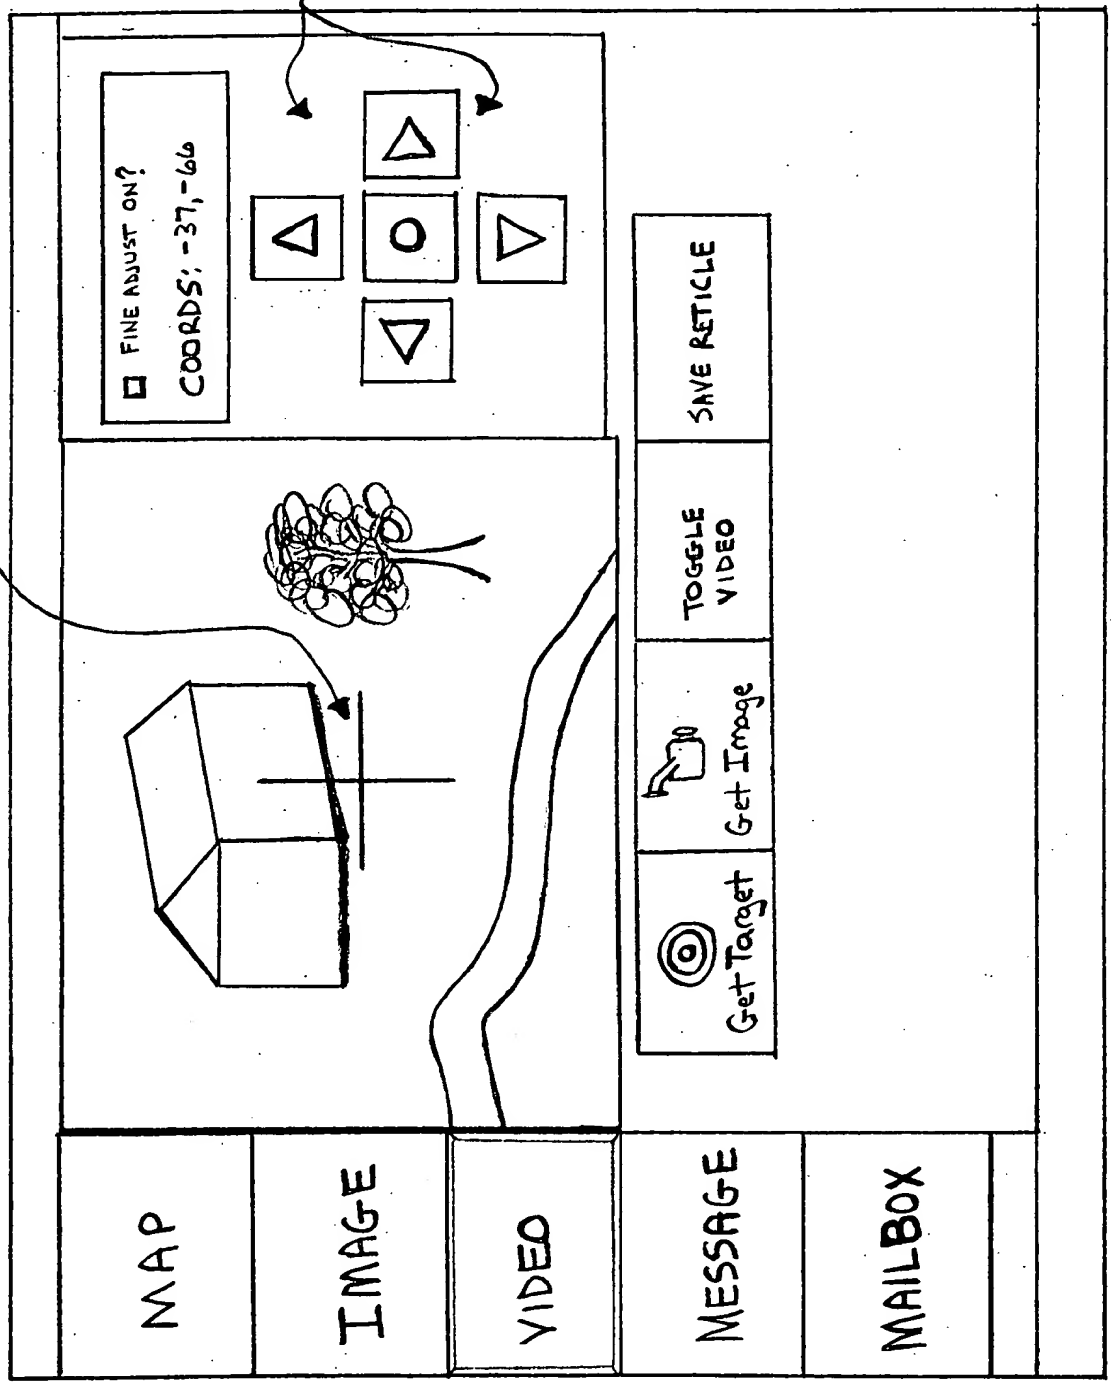 MAP
IMAGE
VIDEO
MESSAGE
MAILBOX
FINE ADJUST ON?
COORDS: -37,-66
Get Target
Get Image
TOGGLE
VIDEO
SAVE RETICLE